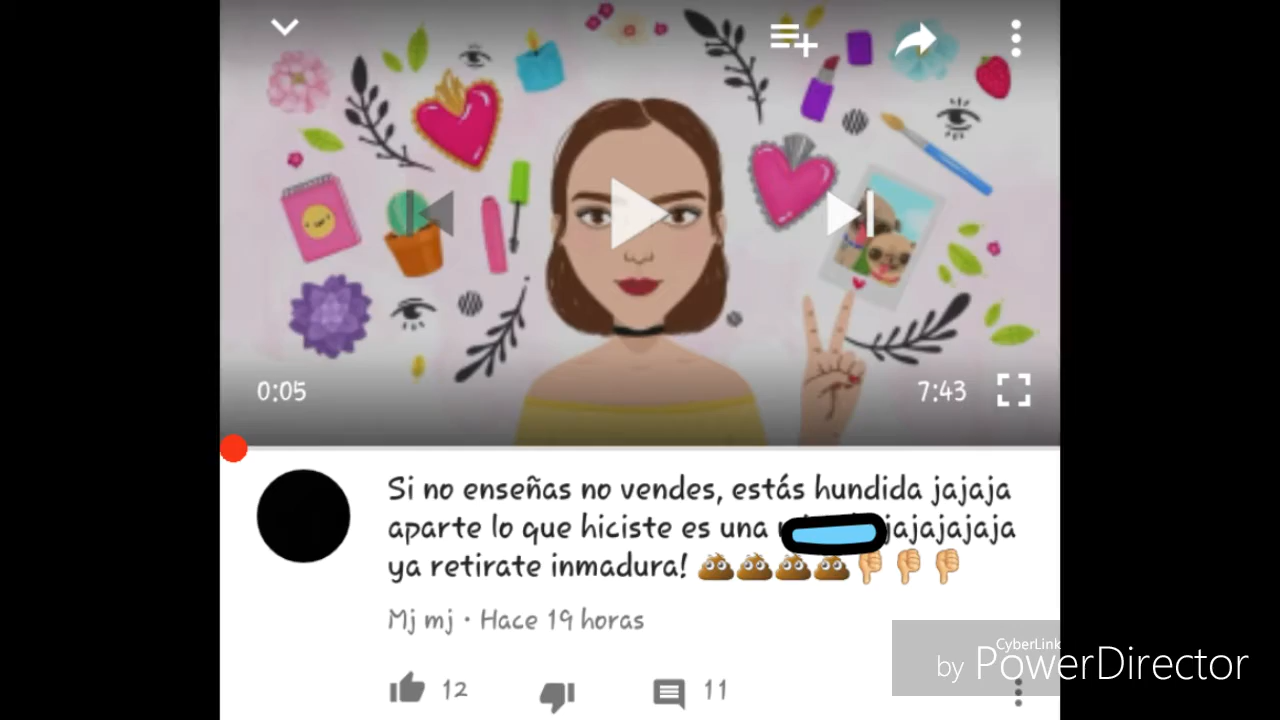 0:05
7:43
Si no enseñas no vendes, estás hundida jajaja
aparte lo que hiciste es una jajajajaja
ya retirate inmadura!
Mj mj · Hace 19 horas
12
11
CyberLink
by PowerDirector